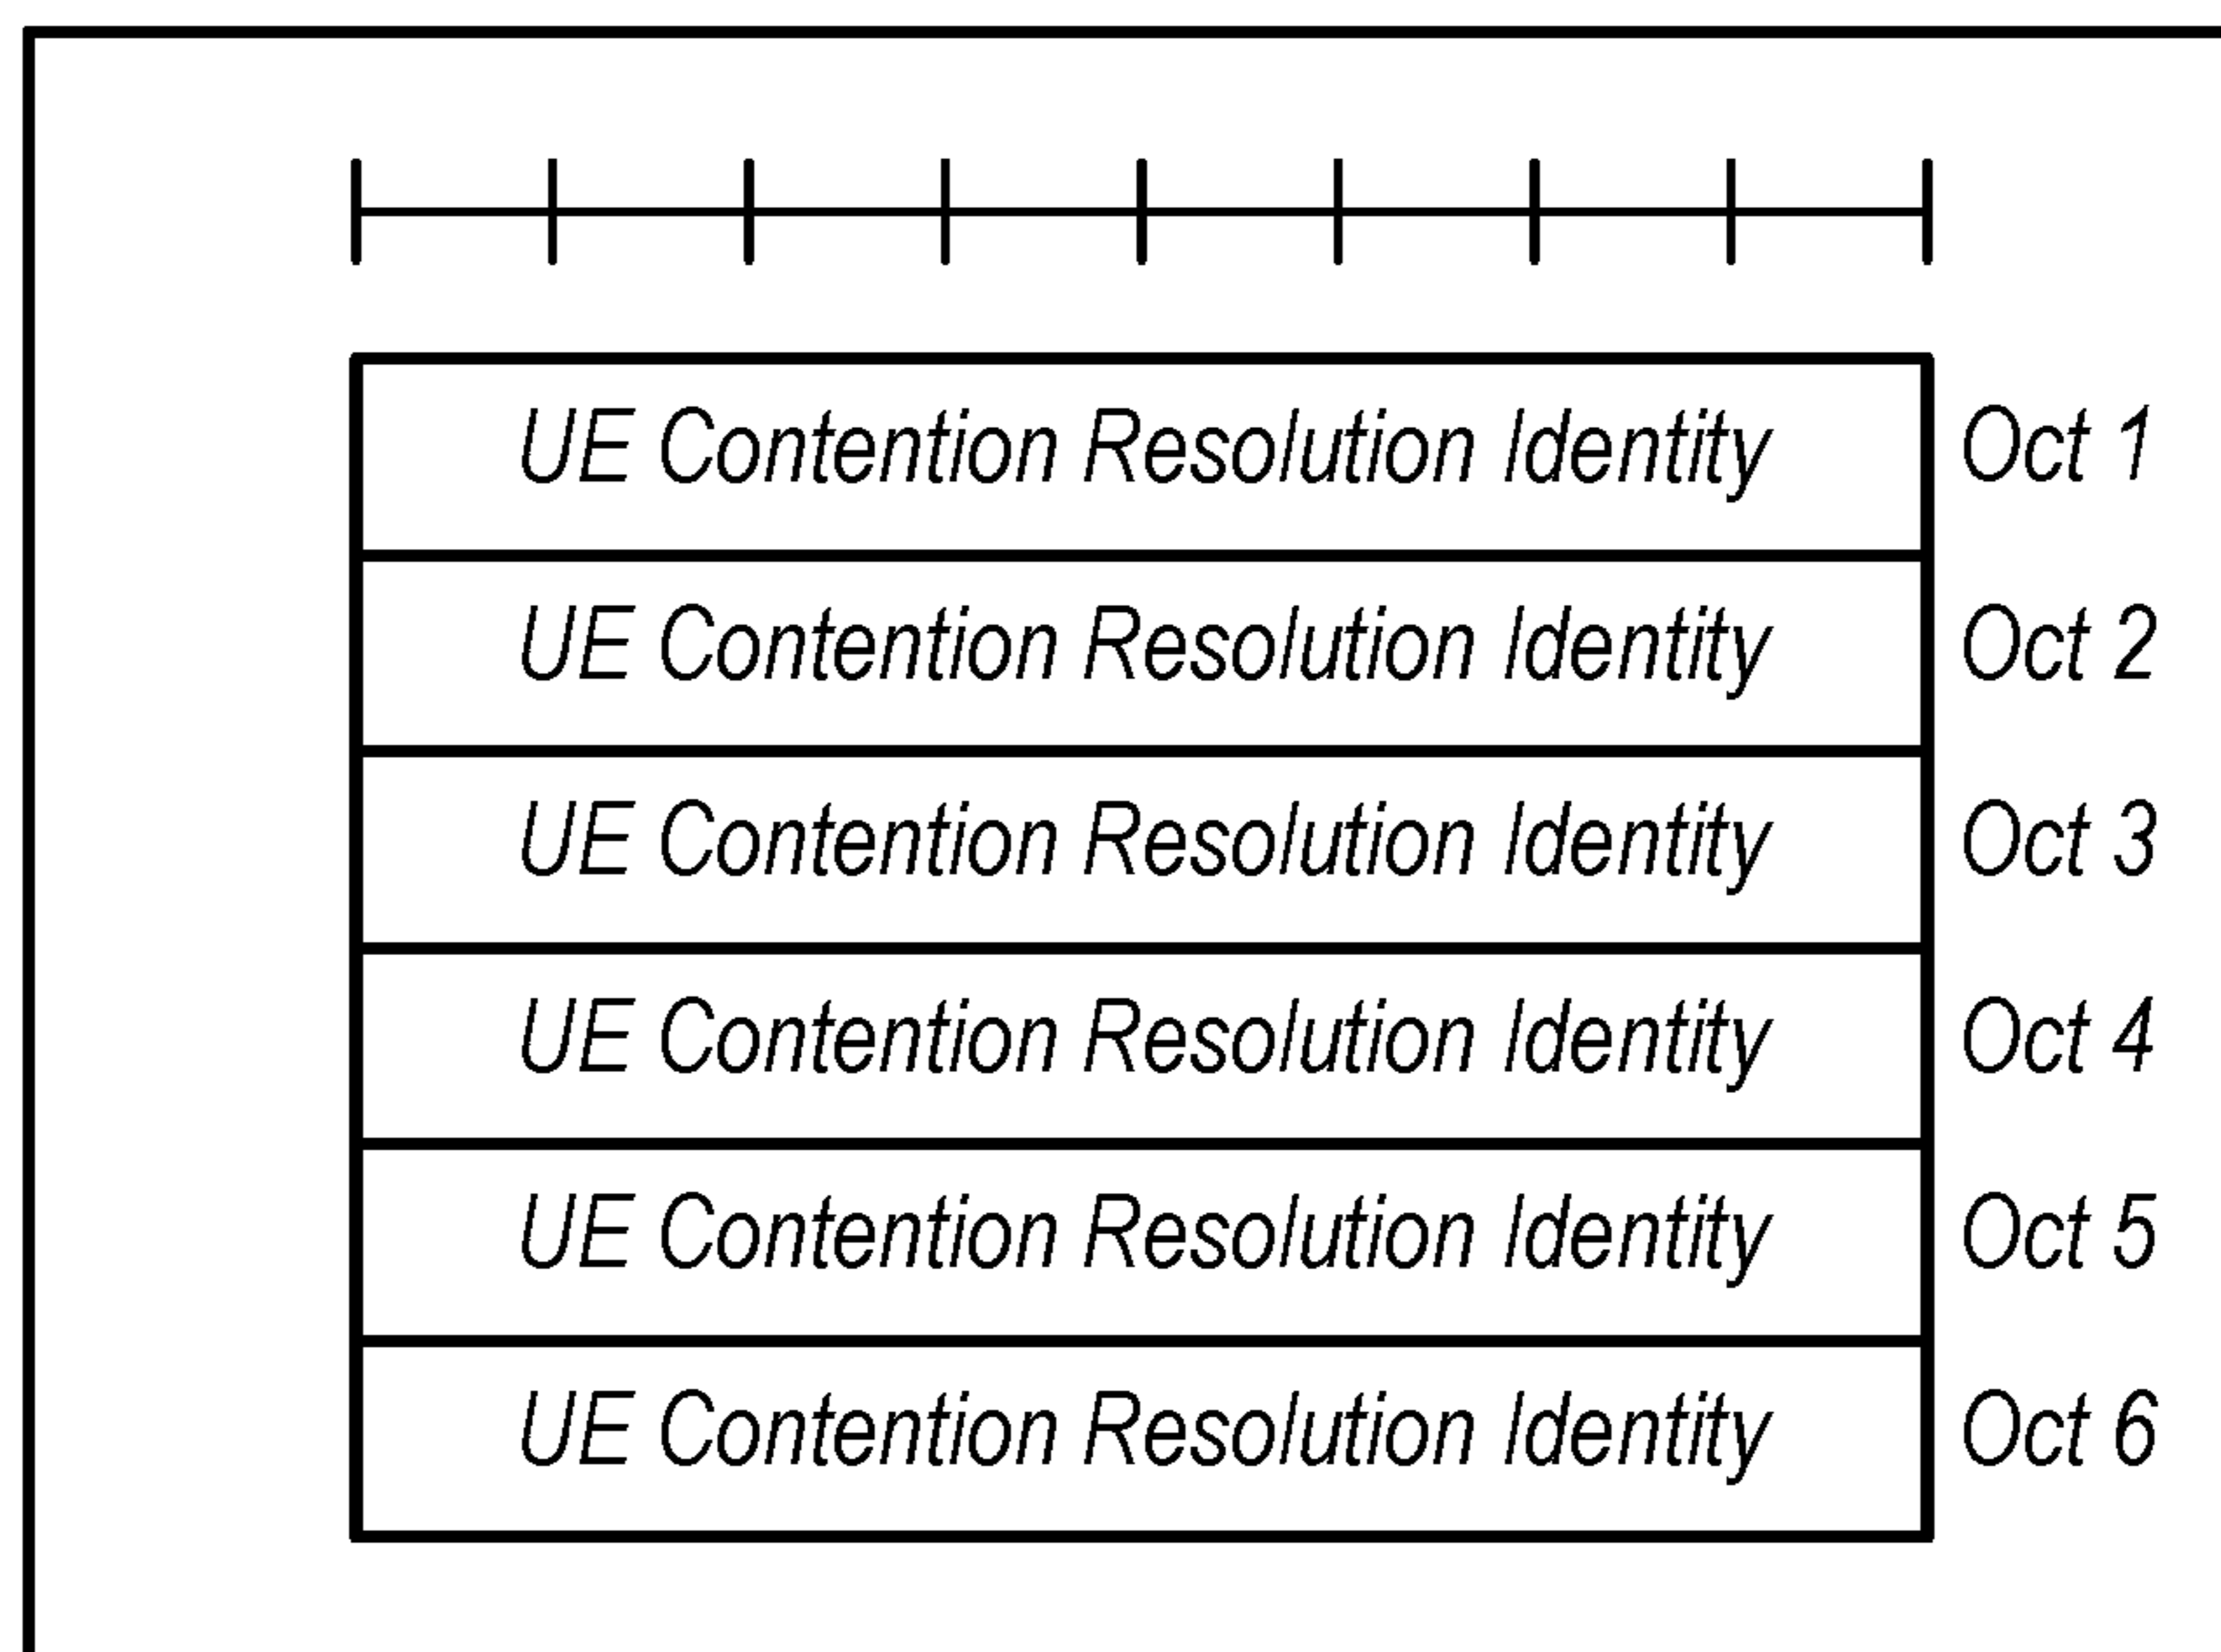 UE Contention Resolution Identity Oct 1
UE Contention Resolution Identity Oct 2
UE Contention Resolution Identity Oct 3
UE Contention Resolution Identity Oct 4
UE Contention Resolution Identity Oct 5
UE Contention Resolution Identity Oct 6